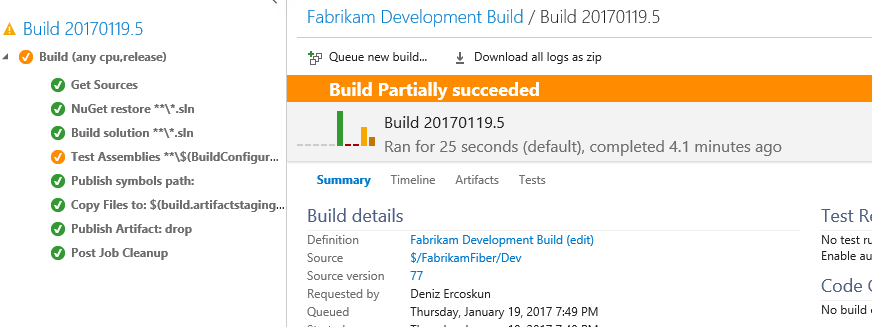 Build 20170119.5
Build (any cpu,release)
Get Sources
NuGet restore **\*.sln
Build solution **\*.sln
Test Assemblies **\$(BuildConfigur...
Publish symbols path:
Copy Files to: $(build.artifactstaging...
Publish Artifact: drop
Post Job Cleanup
Fabrikam Development Build / Build 20170119.5
Queue new build... Download all logs as zip
Build Partially succeeded
Build 20170119.5
Ran for 25 seconds (default), completed 4.1 minutes ago
Summary Timeline Artifacts Tests
Build details
Definition Fabrikam Development Build (edit)
Source $/FabrikamFiber/Dev
Source version 77
Requested by Deniz Ercoskun
Queued Thursday, January 19, 2017 7:49 PM
Test Re
No test ru
Enable au
Code C
No build